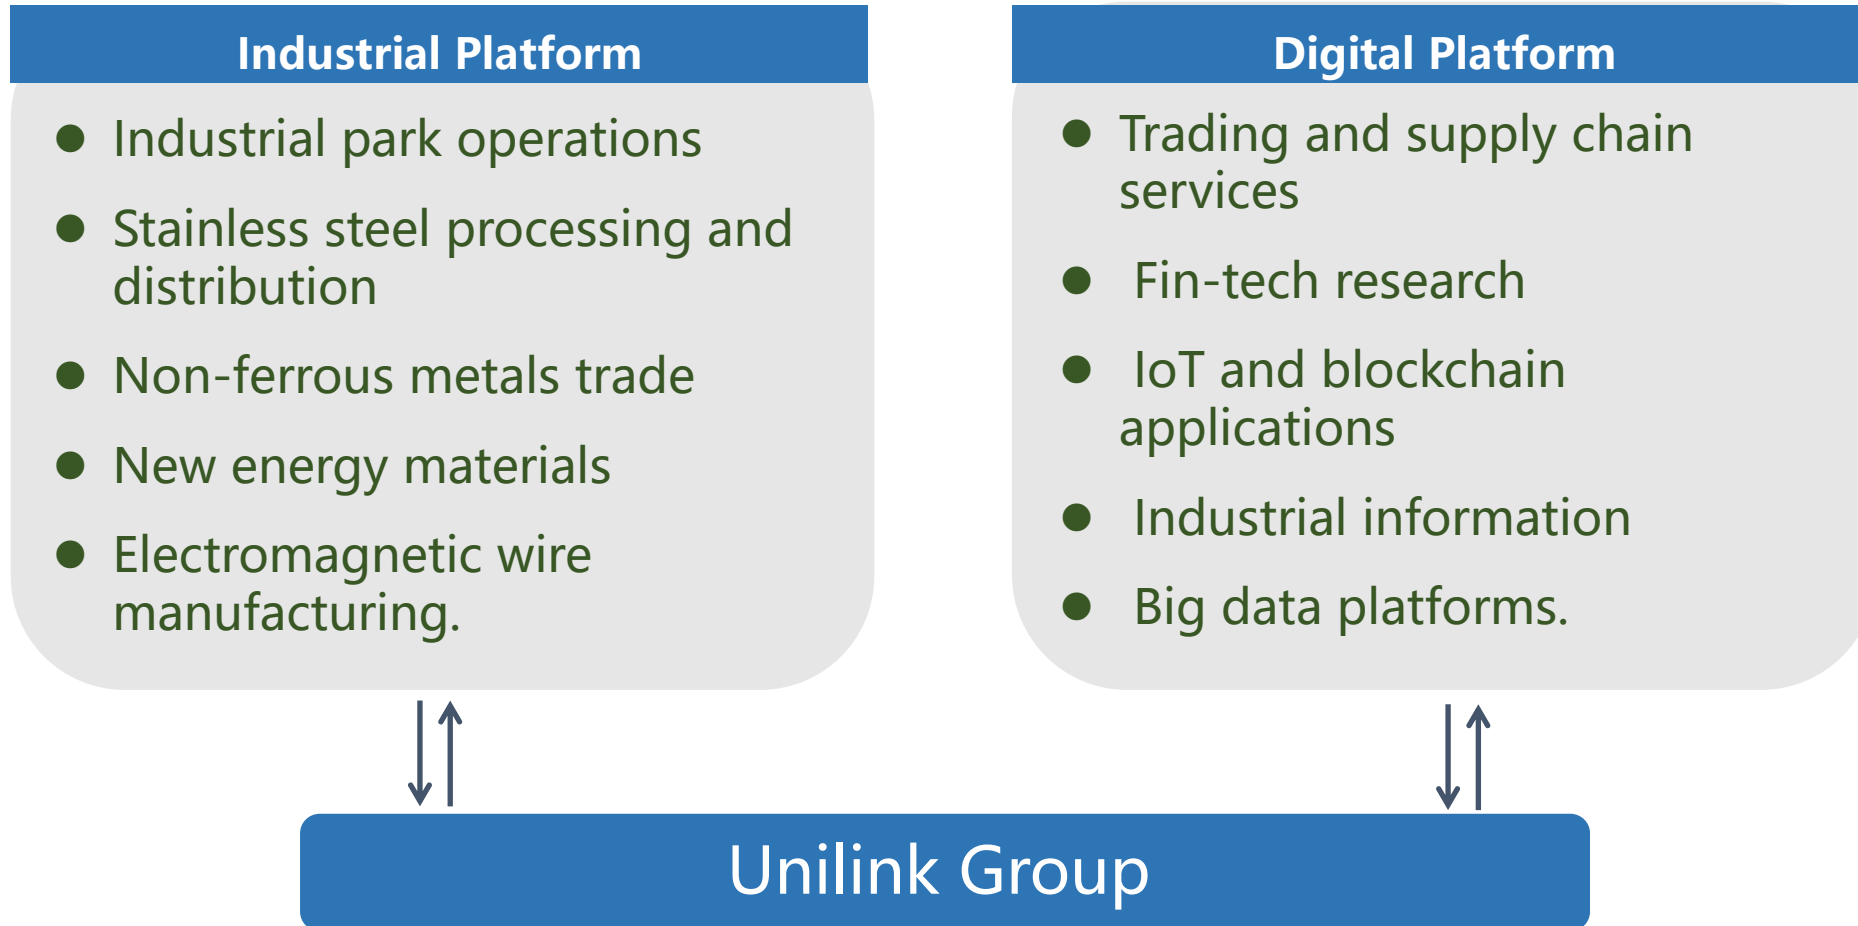 Industrial Platform
● Industrial park operations
● Stainless steel processing and
distribution
● Non-ferrous metals trade
● New energy materials
● Electromagnetic wire
manufacturing.
Digital Platform
● Trading and supply chain
services
● Fin-tech research
● IoT and blockchain
applications
● Industrial information
● Big data platforms.
Unilink Group